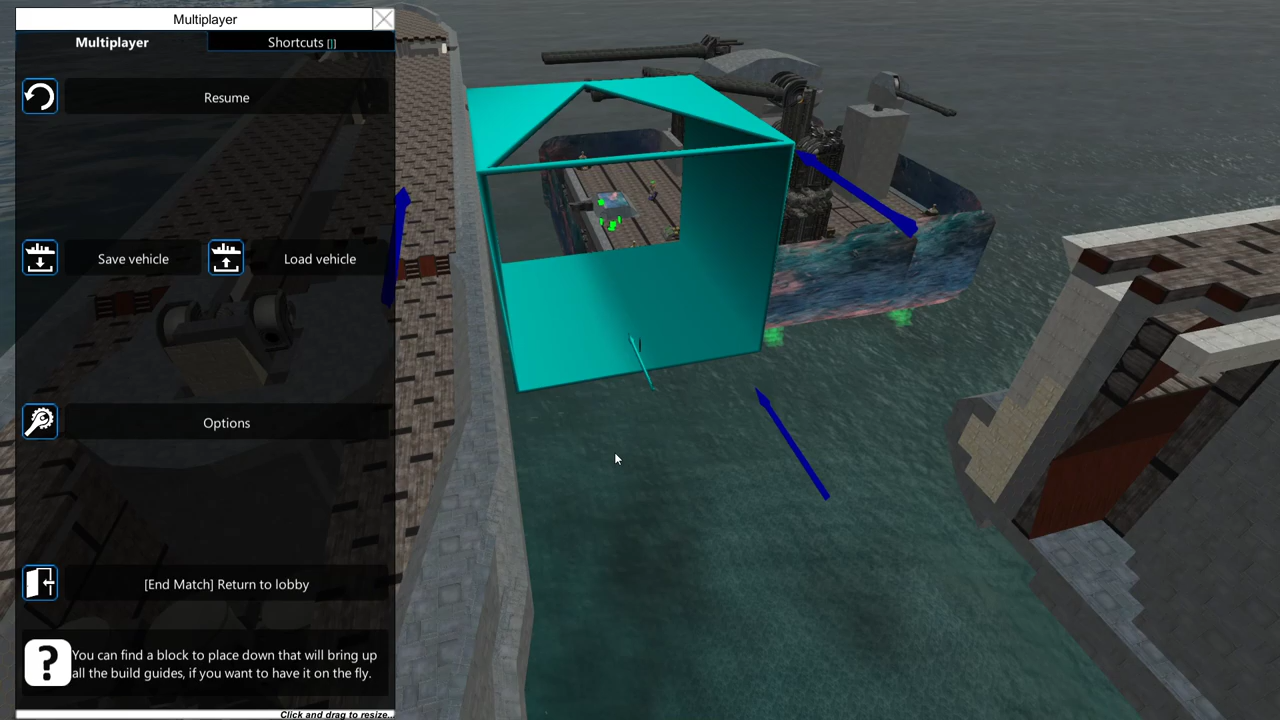 Multiplayer
Multiplayer
Shortcuts []]
Resume
Save vehicle
Load vehicle
Options
[End Match] Return to lobby
?
You can find a block to place down that will bring up
all the build guides, if you want to have it on the fly.
Click and drag to resize..